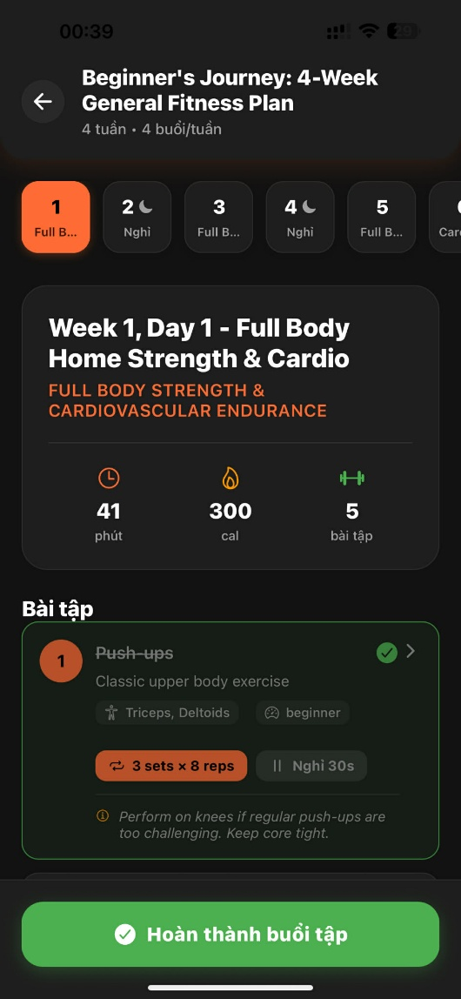 00:39
29
Beginner's Journey: 4-Week
General Fitness Plan
4 tuần • 4 buổi/tuần
1
Full B...
2
Nghỉ
3
Full B...
4
Nghỉ
5
Full B...
Week 1, Day 1 - Full Body
Home Strength & Cardio
FULL BODY STRENGTH &
CARDIOVASCULAR ENDURANCE
41
phút
300
cal
5
bài tập
Bài tập
1
Push-ups
Classic upper body exercise
Triceps, Deltoids
beginner
3 sets × 8 reps
Nghỉ 30s
Perform on knees if regular push-ups are
too challenging. Keep core tight.
Hoàn thành buổi tập